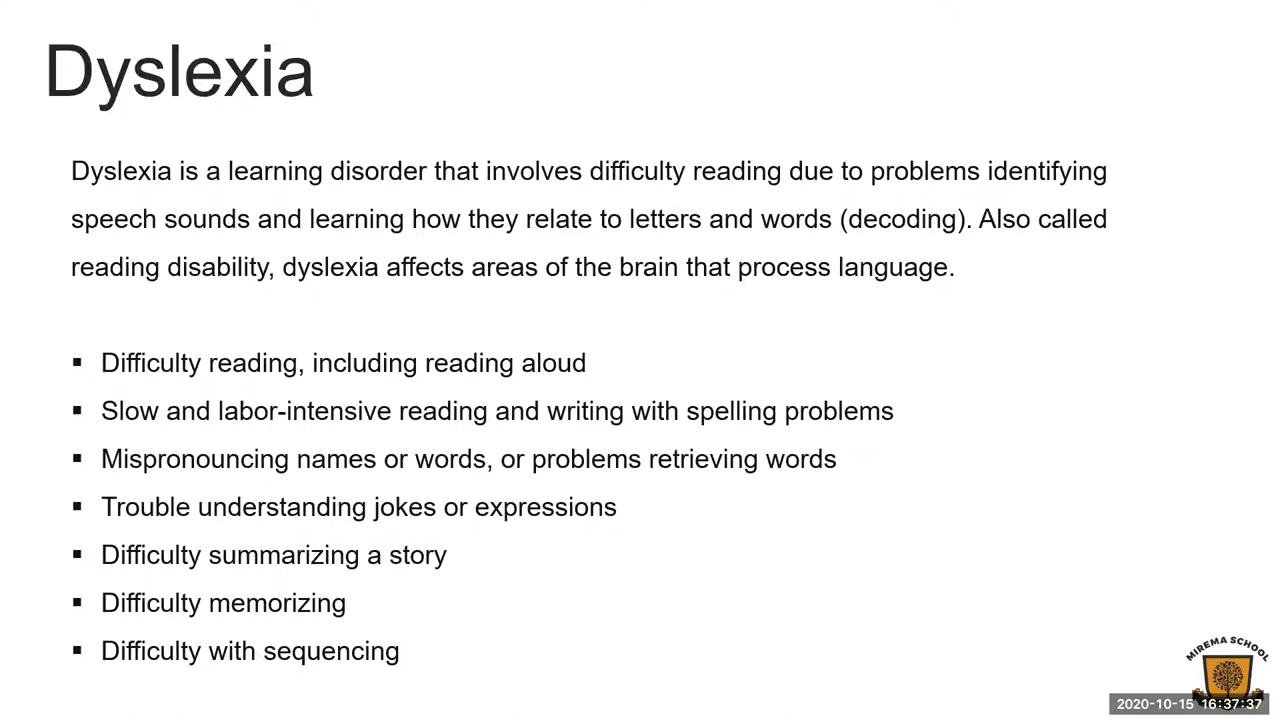 Dyslexia
Dyslexia is a learning disorder that involves difficulty reading due to problems identifying
speech sounds and learning how they relate to letters and words (decoding). Also called
reading disability, dyslexia affects areas of the brain that process language.
▪ Difficulty reading, including reading aloud
▪ Slow and labor-intensive reading and writing with spelling problems
▪ Mispronouncing names or words, or problems retrieving words
▪ Trouble understanding jokes or expressions
▪ Difficulty summarizing a story
▪ Difficulty memorizing
▪ Difficulty with sequencing
MIREMA SCHOOL
2020-10-15 16:37:37